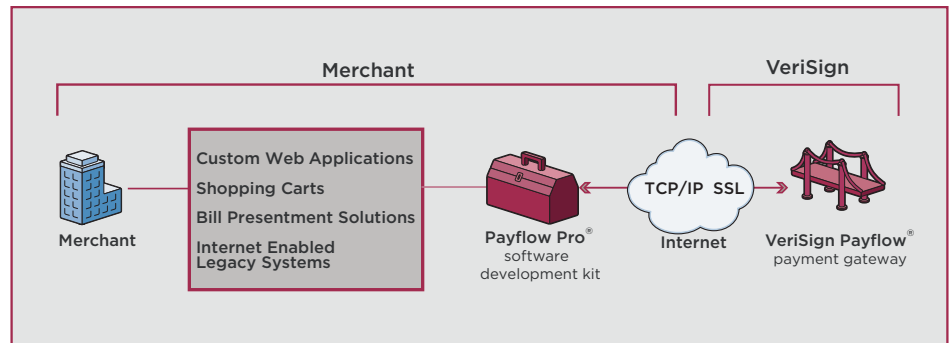 Merchant
VeriSign
Custom Web Applications
Shopping Carts
Bill Presentment Solutions
Internet Enabled
Legacy Systems
TCP/IP SSL
Merchant
Payflow Pro®
software
development kit
Internet
VeriSign Payflow®
payment gateway